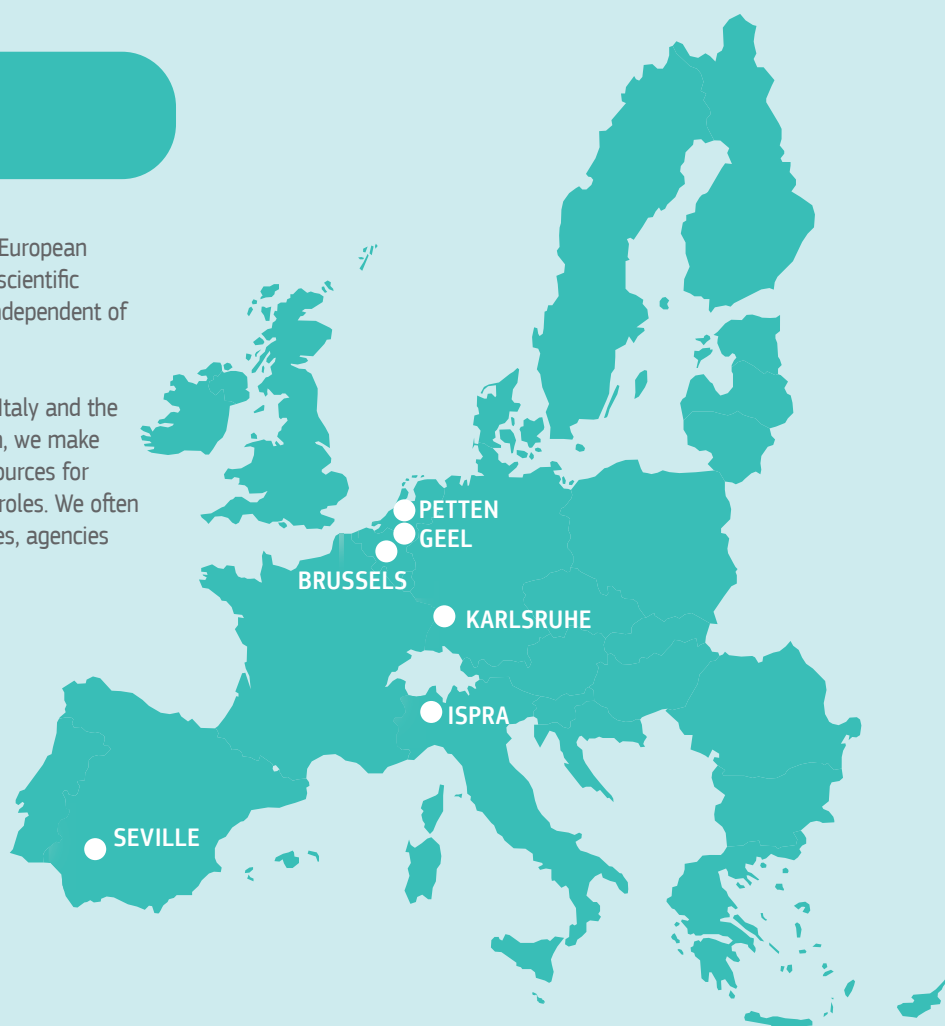 European
scientific
dependent of
Italy and the
, we make
ources for
roles. We often
es, agencies
PETTEN
GEEL
BRUSSELS
KARLSRUHE
ISPRA
SEVILLE